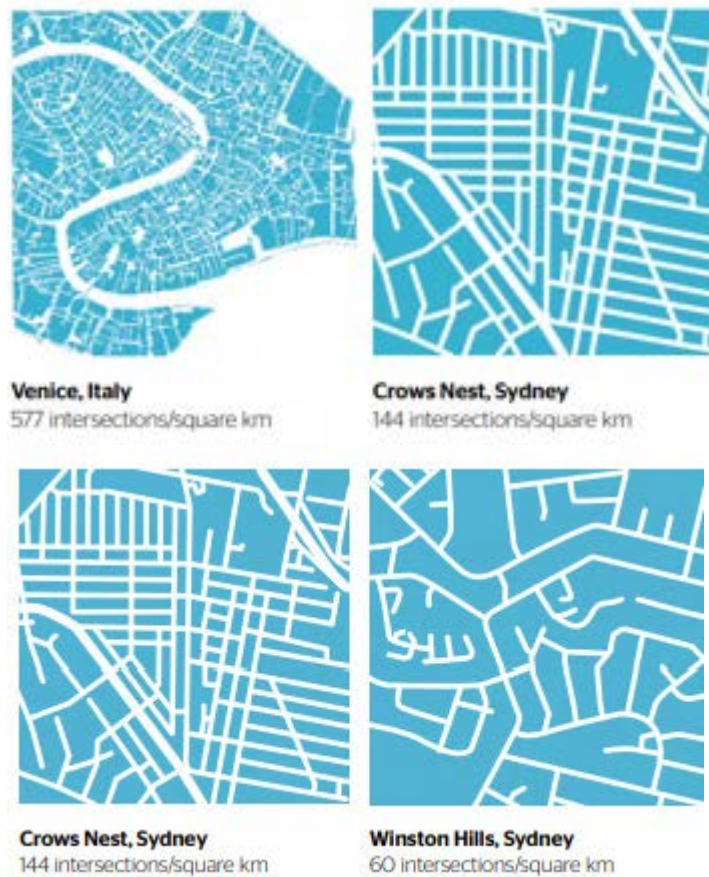 Venice, Italy
577 intersections/square km
Crows Nest, Sydney
144 intersections/square km
Crows Nest, Sydney
144 intersections/square km
Winston Hills, Sydney
60 intersections/square km